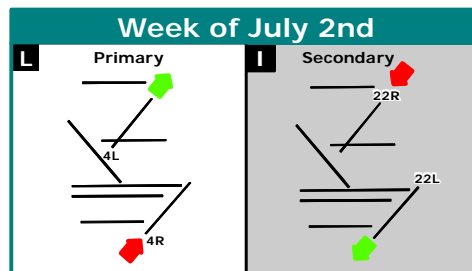 Week of July 2nd
L Primary
4L
4R
I Secondary
22R
22L